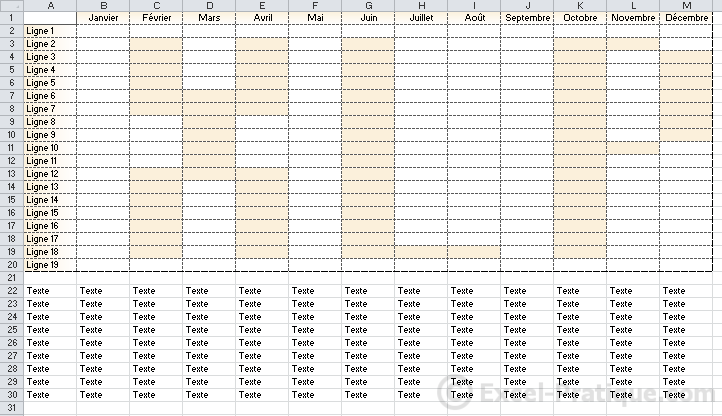 A B C D E F G H I J K L M
1 Janvier Février Mars Avril Mai Juin Juillet Août Septembre Octobre Novembre Décembre
2 Ligne 1
3 Ligne 2
4 Ligne 3
5 Ligne 4
6 Ligne 5
7 Ligne 6
8 Ligne 7
9 Ligne 8
10 Ligne 9
11 Ligne 10
12 Ligne 11
13 Ligne 12
14 Ligne 13
15 Ligne 14
16 Ligne 15
17 Ligne 16
18 Ligne 17
19 Ligne 18
20 Ligne 19
21
22 Texte Texte Texte Texte Texte Texte Texte Texte Texte Texte Texte Texte Texte
23 Texte Texte Texte Texte Texte Texte Texte Texte Texte Texte Texte Texte Texte
24 Texte Texte Texte Texte Texte Texte Texte Texte Texte Texte Texte Texte Texte
25 Texte Texte Texte Texte Texte Texte Texte Texte Texte Texte Texte Texte Texte
26 Texte Texte Texte Texte Texte Texte Texte Texte Texte Texte Texte Texte Texte
27 Texte Texte Texte Texte Texte Texte Texte Texte Texte Texte Texte Texte Texte
28 Texte Texte Texte Texte Texte Texte Texte Texte Texte Texte Texte Texte Texte
29 Texte Texte Texte Texte Texte Texte Texte Texte Texte Texte Texte Texte Texte
30 Texte Texte Texte Texte Texte Texte Texte Texte Texte Texte Texte Texte Texte
31